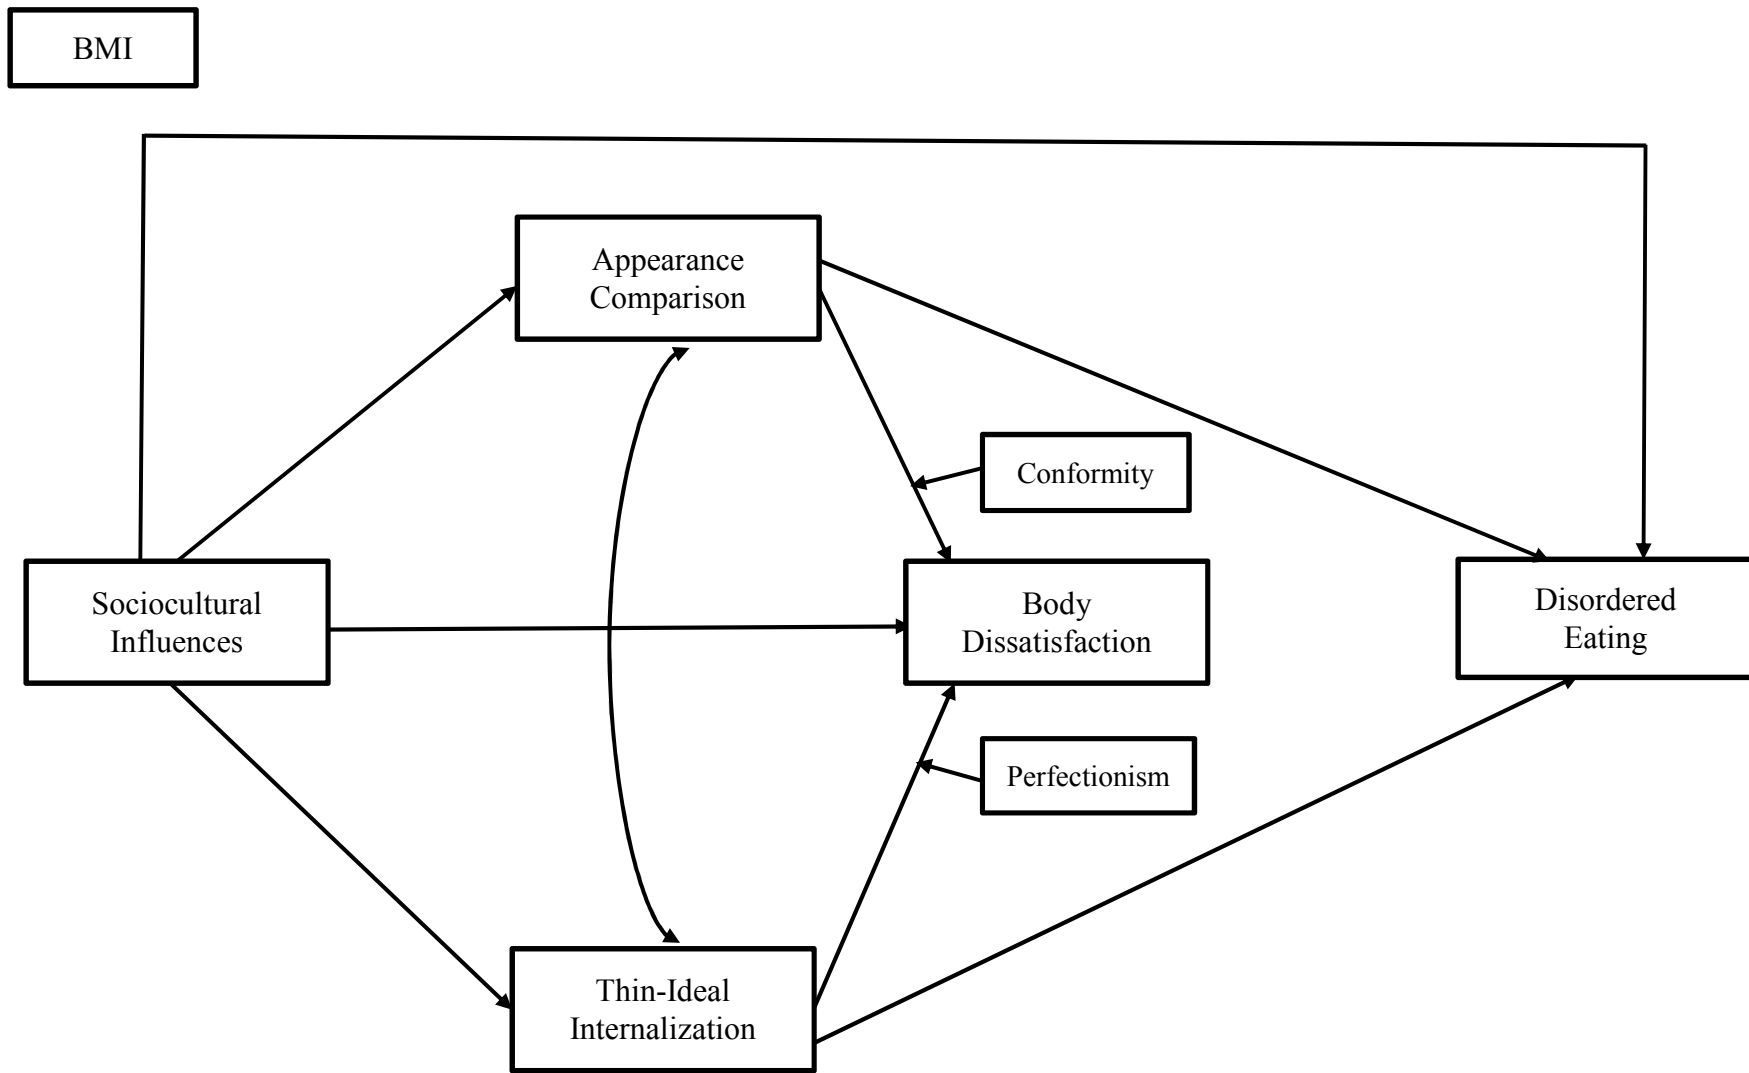 BMI
Appearance
Comparison
Conformity
Sociocultural
Influences
Body
Dissatisfaction
Disordered
Eating
Perfectionism
Thin-Ideal
Internalization